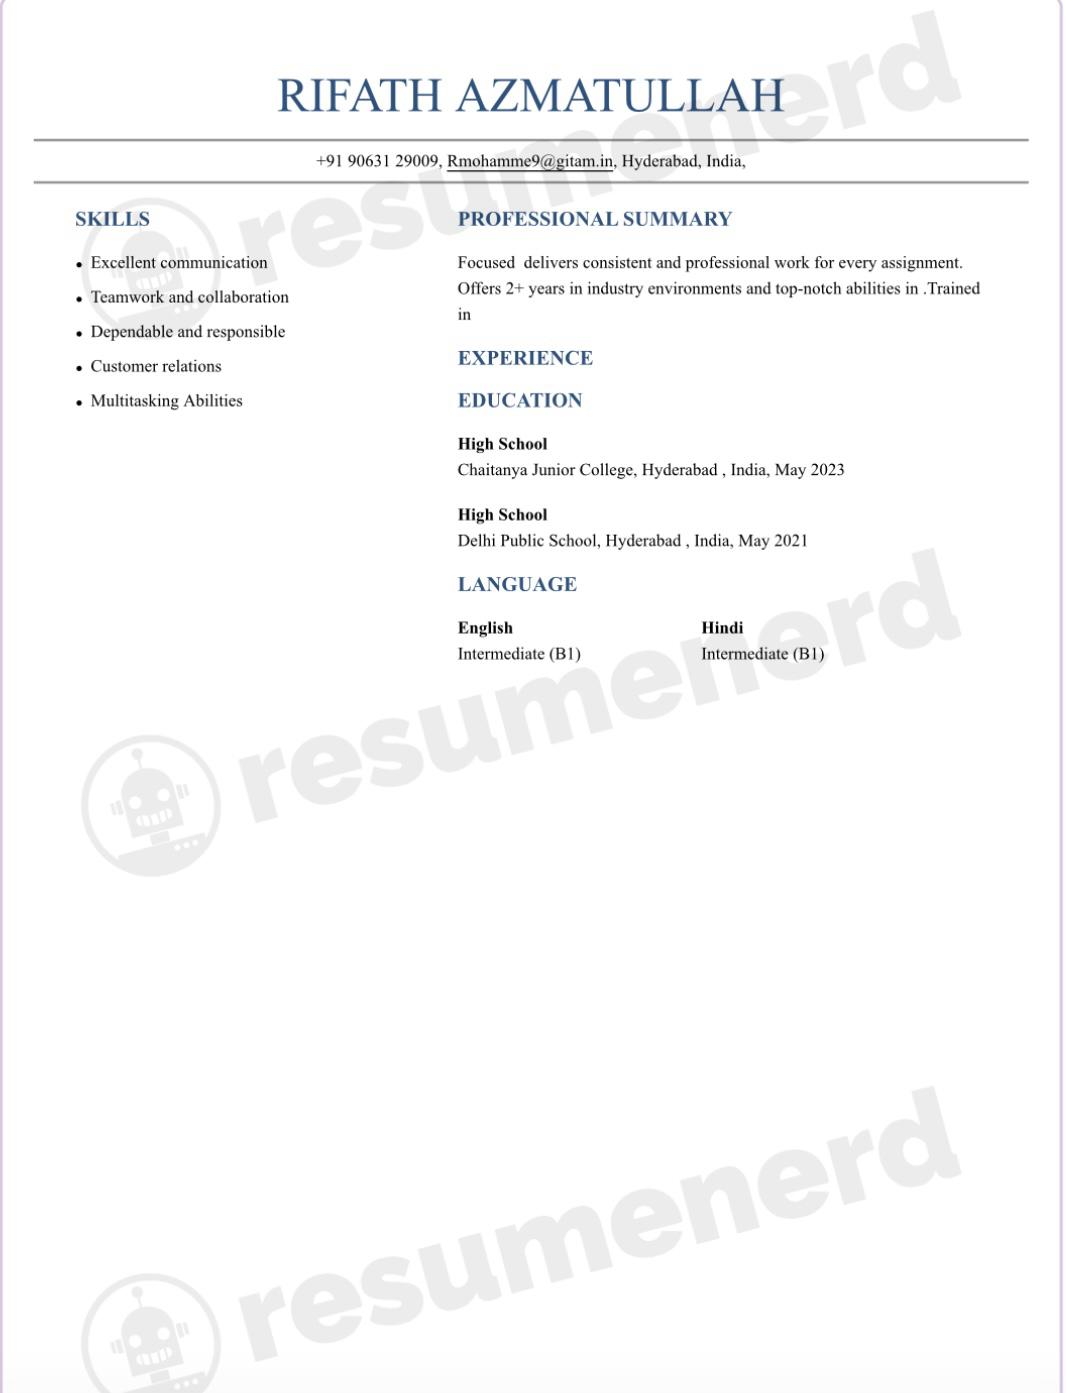 RIFATH AZMATULLAH
+91 90631 29009, Rmohamme9@gitam.in, Hyderabad, India,
SKILLS
• Excellent communication
• Teamwork and collaboration
• Dependable and responsible
• Customer relations
• Multitasking Abilities
PROFESSIONAL SUMMARY
Focused  delivers consistent and professional work for every assignment.
Offers 2+ years in industry environments and top-notch abilities in .Trained
in
EXPERIENCE
EDUCATION
High School
Chaitanya Junior College, Hyderabad , India, May 2023
High School
Delhi Public School, Hyderabad , India, May 2021
LANGUAGE
English Hindi
Intermediate (B1) Intermediate (B1)
resumenerd
resumenerd
resumenerd